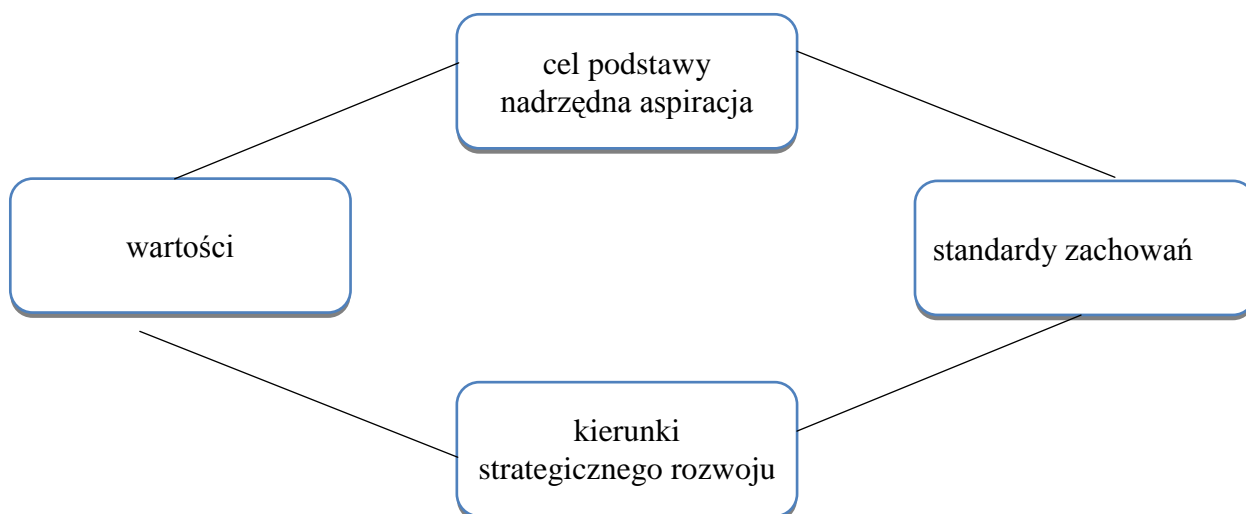 cel podstawy
nadrzędna aspiracja
wartości
standardy zachowań
kierunki
strategicznego rozwoju